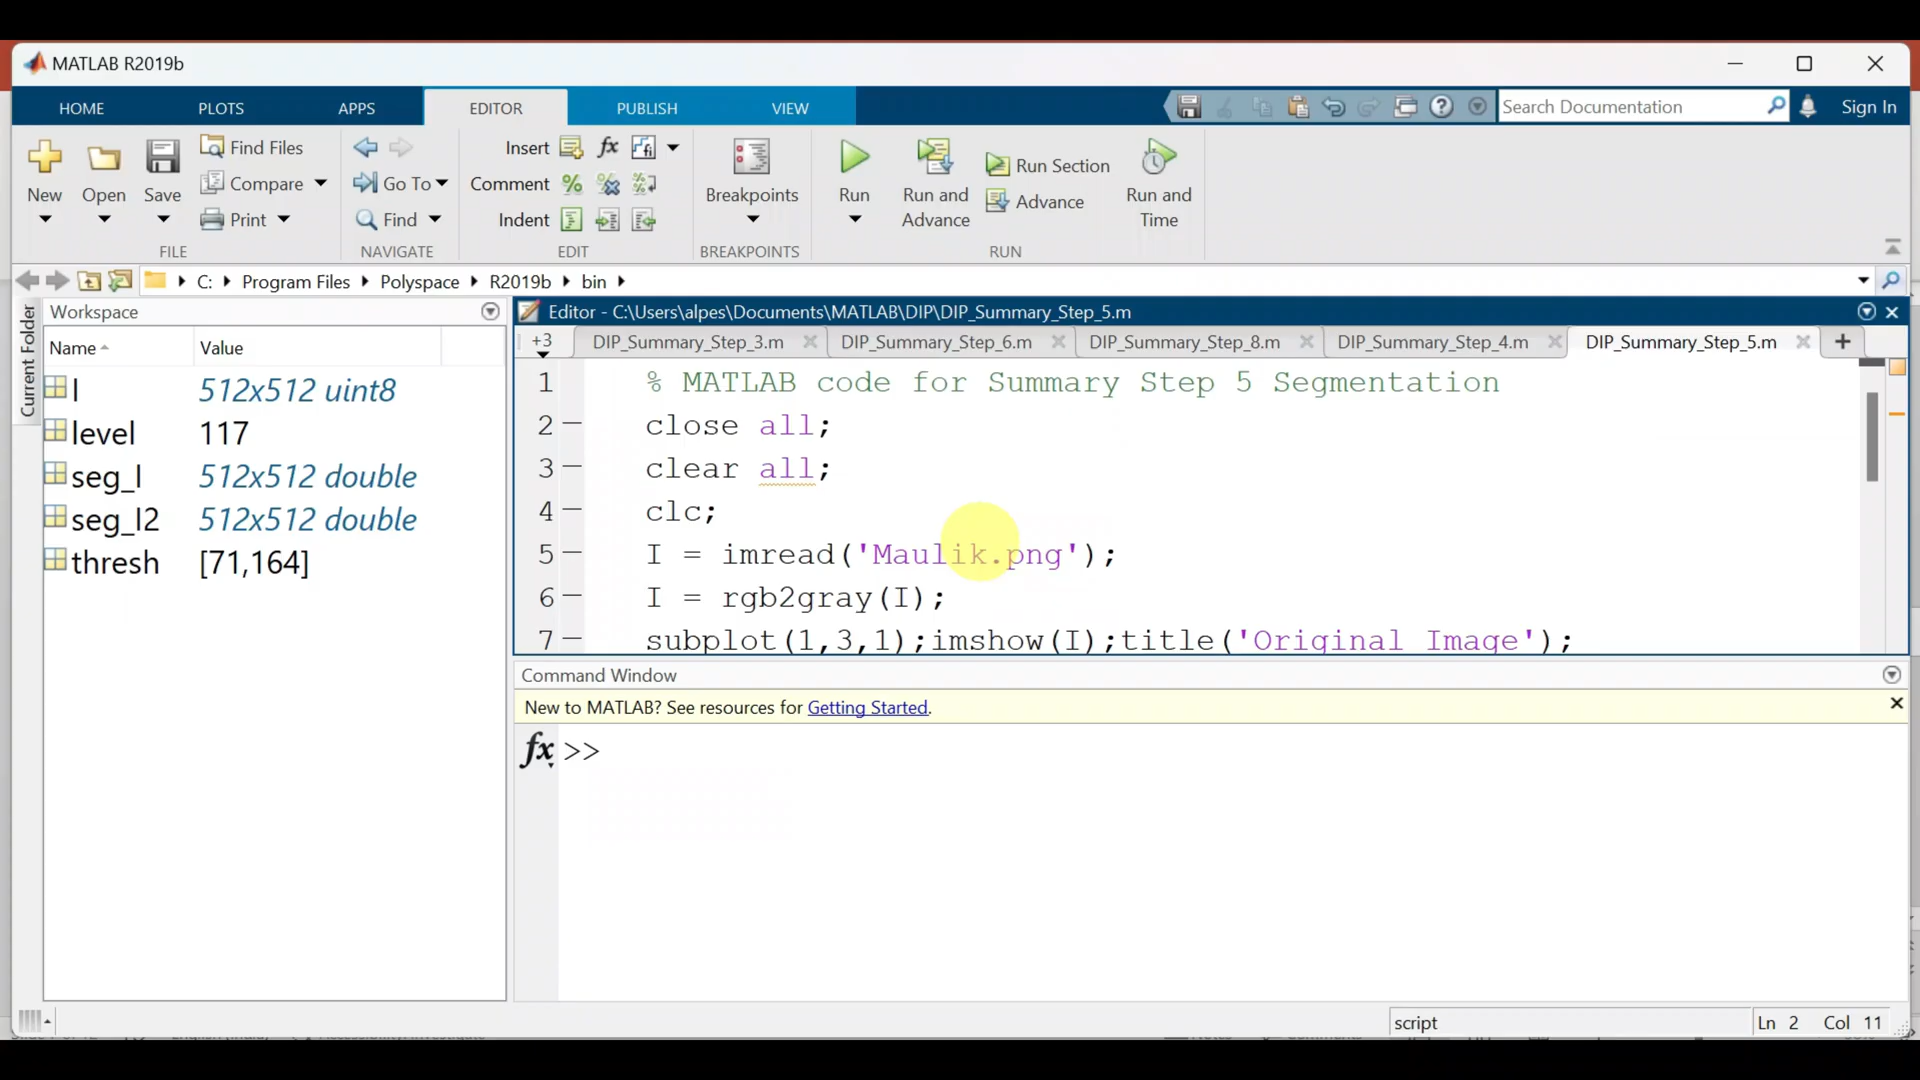 MATLAB R2019b
HOME PLOTS APPS EDITOR PUBLISH VIEW Search Documentation Sign In
New Open Save Find Files Compare Print
Go To Find
Insert fx Comment Indent
Breakpoints
Run Run and Advance Run Section Advance Run and Time
FILE NAVIGATE EDIT BREAKPOINTS RUN
C: Program Files Polyspace R2019b bin
Current Folder
Workspace
Name Value
I 512x512 uint8
level 117
seg_I 512x512 double
seg_I2 512x512 double
thresh [71,164]
Editor - C:\Users\alpes\Documents\MATLAB\DIP\DIP_Summary_Step_5.m
+3 DIP_Summary_Step_3.m DIP_Summary_Step_6.m DIP_Summary_Step_8.m DIP_Summary_Step_4.m DIP_Summary_Step_5.m
1 % MATLAB code for Summary Step 5 Segmentation
2 close all;
3 clear all;
4 clc;
5 I = imread('Maulik.png');
6 I = rgb2gray(I);
7 subplot(1,3,1);imshow(I);title('Original Image');
Command Window
New to MATLAB? See resources for Getting Started.
fx >>
script Ln 2 Col 11